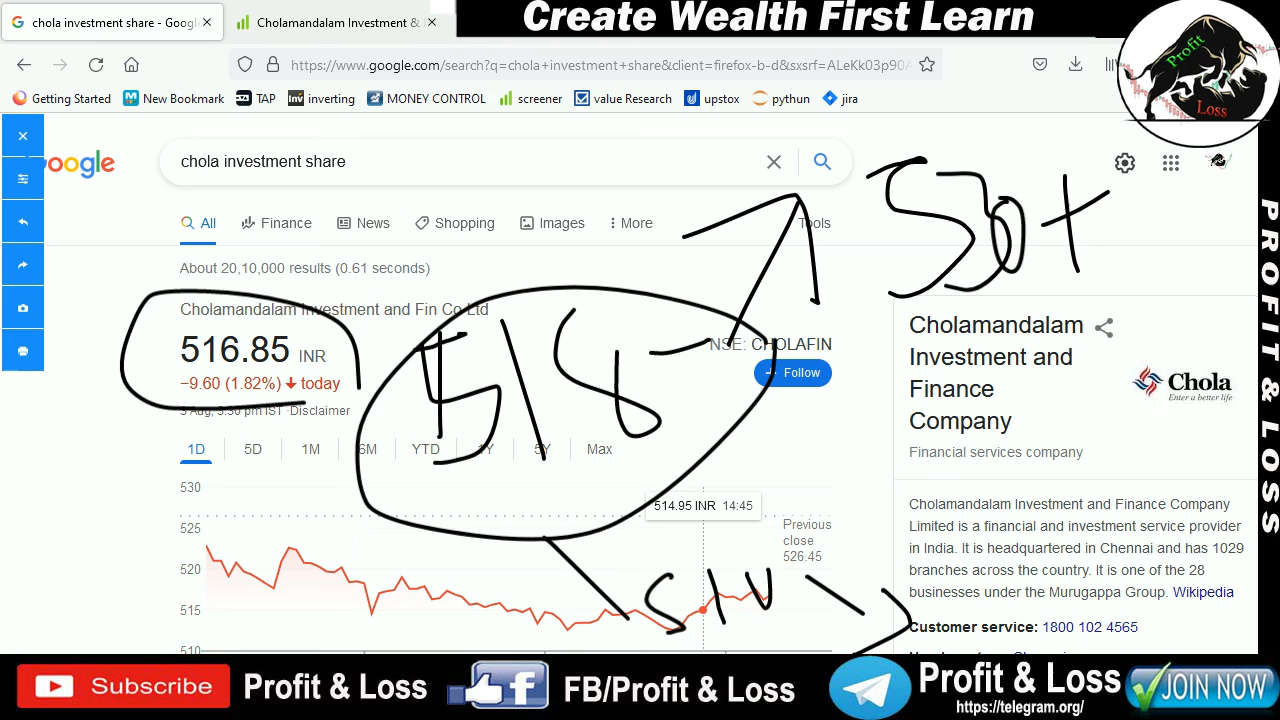 chola investment share - Google
Cholamandalam Investment &
Create Wealth First Learn
https://www.google.com/search?q=chola+investment+share&client=firefox-b-d&sxsrf=ALeKk03p90A
Getting Started
New Bookmark
TAP
inverting
MONEYCONTROL
screener
value Research
upstox
python
jira
Profit
Loss
Google
chola investment share
All
Finance
News
Shopping
Images
More
Tools
530+
About 20,10,000 results (0.61 seconds)
Cholamandalam Investment and Fin Co Ltd
516.85 INR
−9.60 (1.82%) today
3 Aug, 3:30 pm IST · Disclaimer
NSE: CHOLAFIN
+ Follow
518
1D
5D
1M
6M
YTD
1Y
5Y
Max
530
525
520
515
510
514.95 INR 14:45
Previous
close
526.45
510
Cholamandalam
Investment and
Finance
Company
Chola
Enter a better life
Financial services company
Cholamandalam Investment and Finance Company
Limited is a financial and investment service provider
in India. It is headquartered in Chennai and has 1029
branches across the country. It is one of the 28
businesses under the Murugappa Group. Wikipedia
Customer service: 1800 102 4565
PROFIT & LOSS
Subscribe
Profit & Loss
f
FB/Profit & Loss
Profit & Loss
https://telegram.org/
JOIN NOW